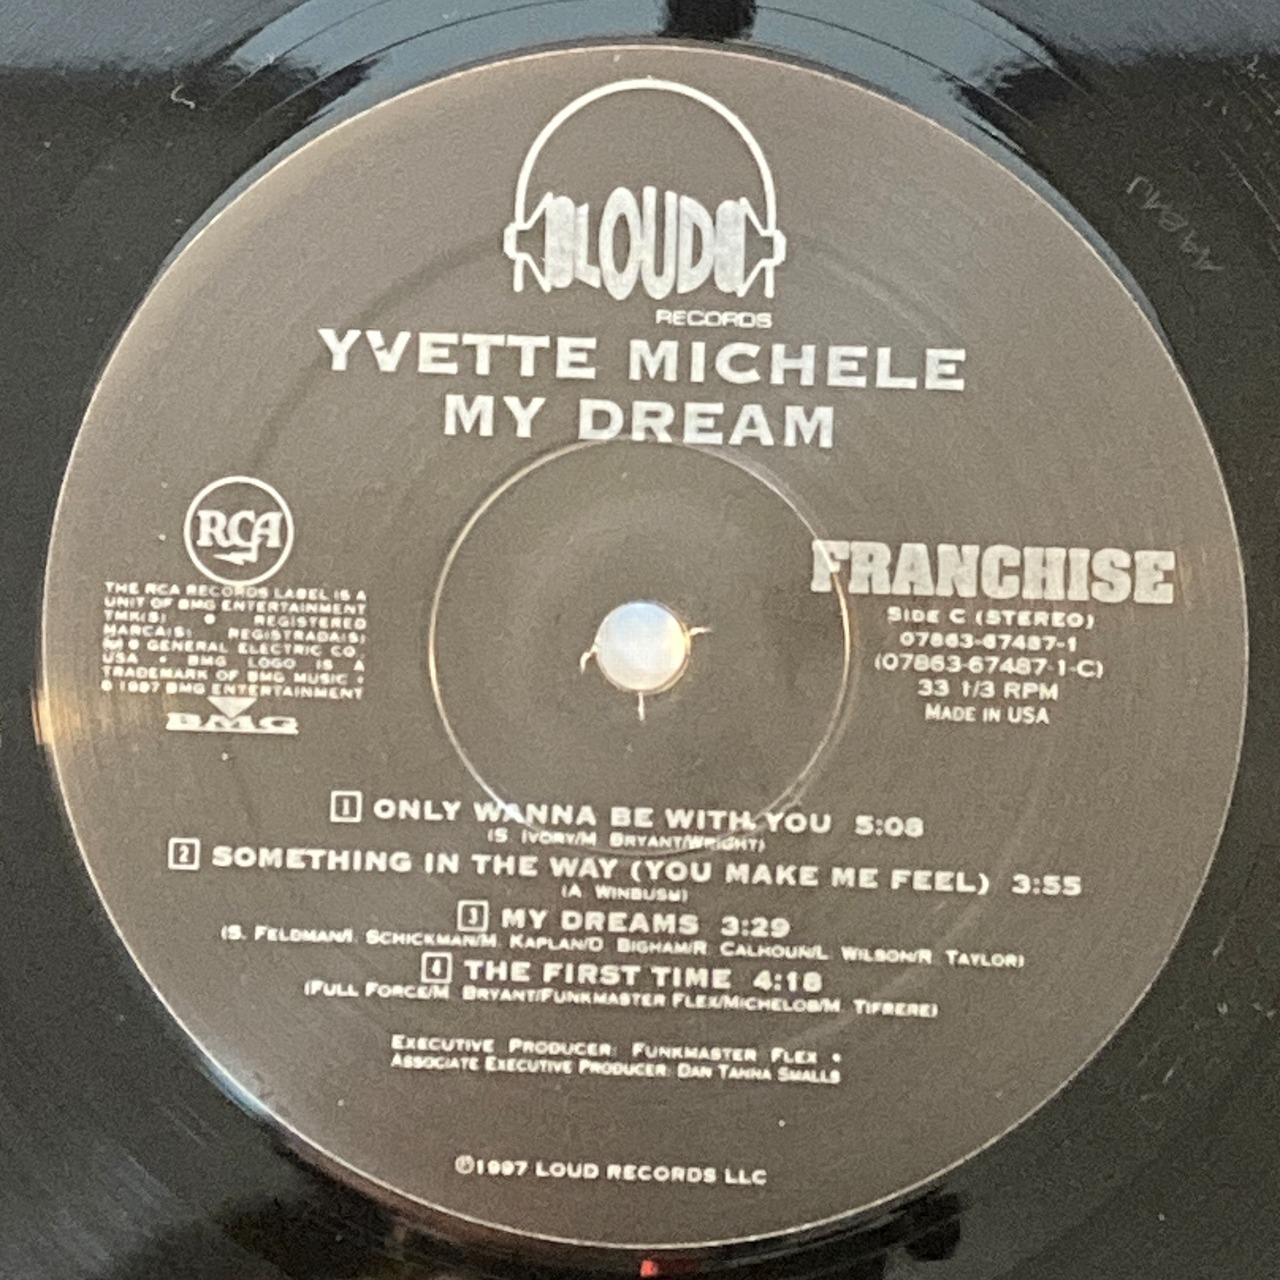 LOUD
RECORDS
YVETTE MICHELE
MY DREAM
RCA
THE RCA RECORDS LABEL IS A
UNIT OF BMG ENTERTAINMENT
TMK(S) ® REGISTERED
MARCA(S) REGISTRADA(S)
GENERAL ELECTRIC CO.,
USA • BMG LOGO IS A
TRADEMARK OF BMG MUSIC •
© 1997 BMG ENTERTAINMENT
BMG
FRANCHISE
SIDE C (STEREO)
07863-67487-1
(07863-67487-1-C)
33 1/3 RPM
MADE IN USA
1 ONLY WANNA BE WITH YOU 5:08
(S. IVORY/M. BRYANT/WRIGHT)
2 SOMETHING IN THE WAY (YOU MAKE ME FEEL) 3:55
(A. WINBUSH)
3 MY DREAMS 3:29
(S. FELDMAN/I. SCHICKMAN/M. KAPLAN/O. BIGHAM/R. CALHOUN/L. WILSON/R. TAYLOR)
4 THE FIRST TIME 4:18
(FULL FORCE/M. BRYANT/FUNKMASTER FLEX/MICHELOB/M. TIFRERE)
EXECUTIVE PRODUCER: FUNKMASTER FLEX •
ASSOCIATE EXECUTIVE PRODUCER: DAN TANNA SMALLS
℗1997 LOUD RECORDS LLC